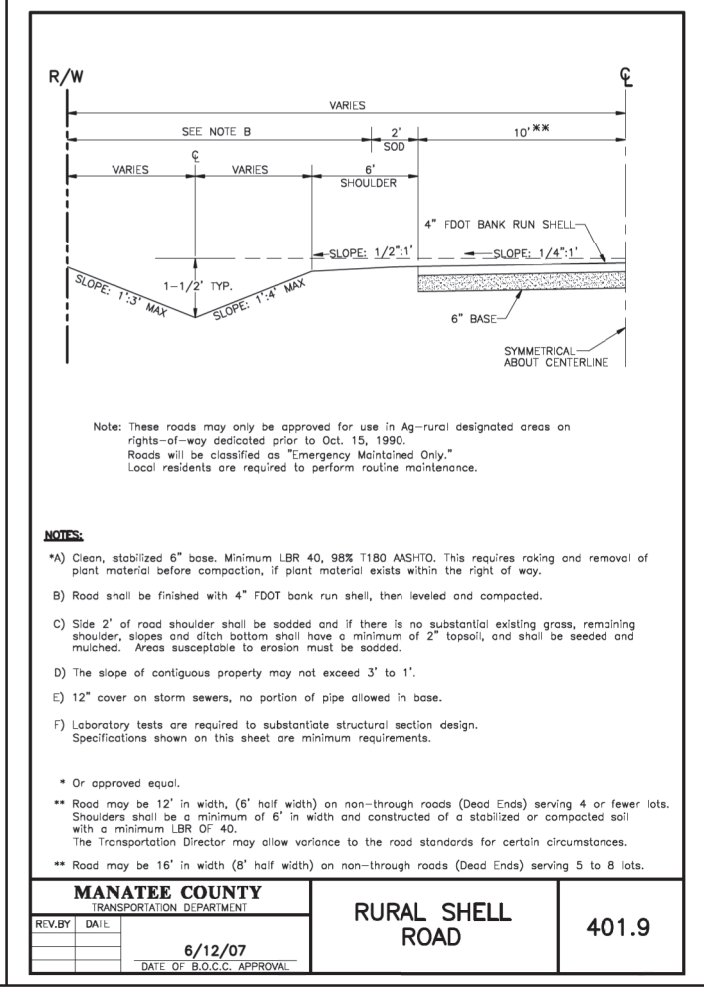 R/W
℄
VARIES
SEE NOTE B
2'
SOD
10'**
℄
VARIES
VARIES
6'
SHOULDER
4" FDOT BANK RUN SHELL
SLOPE: 1/2":1'
SLOPE: 1/4":1'
SLOPE: 1':3' MAX
1-1/2' TYP.
SLOPE: 1':4' MAX
6" BASE
SYMMETRICAL
ABOUT CENTERLINE
Note: These roads may only be approved for use in Ag-rural designated areas on
rights-of-way dedicated prior to Oct. 15, 1990.
Roads will be classified as "Emergency Maintained Only."
Local residents are required to perform routine maintenance.
NOTES:
*A) Clean, stabilized 6" base. Minimum LBR 40, 98% T180 AASHTO. This requires raking and removal of
plant material before compaction, if plant material exists within the right of way.
B) Road shall be finished with 4" FDOT bank run shell, then leveled and compacted.
C) Side 2' of road shoulder shall be sodded and if there is no substantial existing grass, remaining
shoulder, slopes and ditch bottom shall have a minimum of 2" topsoil, and shall be seeded and
mulched. Areas susceptable to erosion must be sodded.
D) The slope of contiguous property may not exceed 3' to 1'.
E) 12" cover on storm sewers, no portion of pipe allowed in base.
F) Laboratory tests are required to substantiate structural section design.
Specifications shown on this sheet are minimum requirements.
* Or approved equal.
** Road may be 12' in width, (6' half width) on non-through roads (Dead Ends) serving 4 or fewer lots.
Shoulders shall be a minimum of 6' in width and constructed of a stabilized or compacted soil
with a minimum LBR OF 40.
The Transportation Director may allow variance to the road standards for certain circumstances.
** Road may be 16' in width (8' half width) on non-through roads (Dead Ends) serving 5 to 8 lots.
MANATEE COUNTY
TRANSPORTATION DEPARTMENT
REV.BY DATE
6/12/07
DATE OF B.O.C.C. APPROVAL
RURAL SHELL
ROAD
401.9